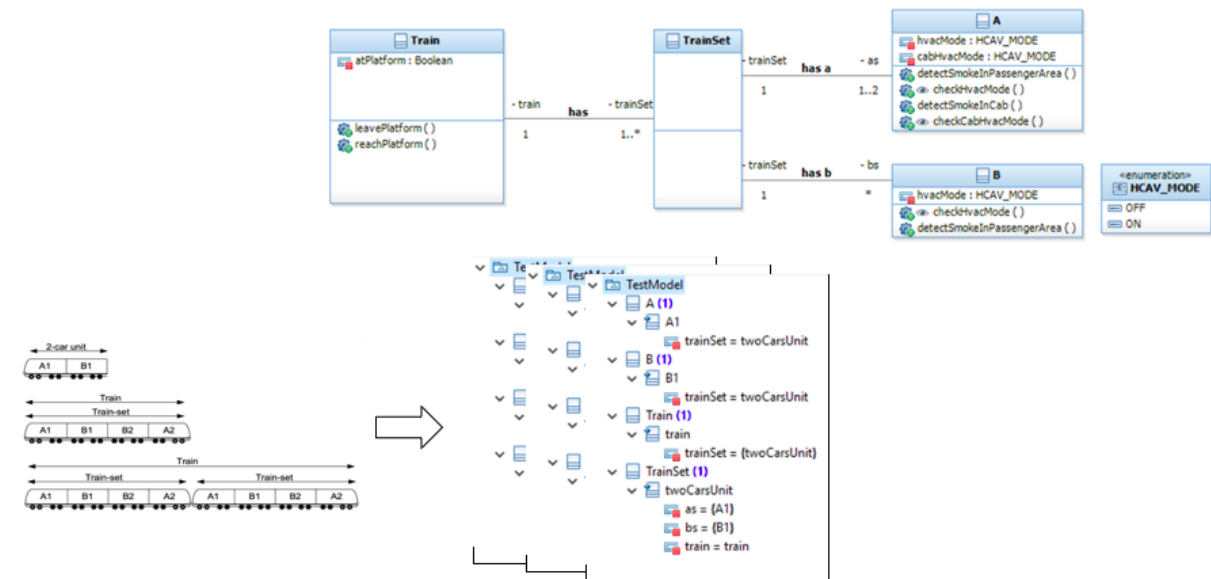 Train
atPlatform : Boolean
leavePlatform ( )
reachPlatform ( )
- train
has
- trainSet
1
1..*
TrainSet
- trainSet
has a
- as
1
1..2
A
hvacMode : HCAV_MODE
cabHvacMode : HCAV_MODE
detectSmokeInPassengerArea ( )
checkHvacMode ( )
detectSmokeInCab ( )
checkCabHvacMode ( )
- trainSet
has b
- bs
1
*
B
hvacMode : HCAV_MODE
checkHvacMode ( )
detectSmokeInPassengerArea ( )
«enumeration»
HCAV_MODE
OFF
ON
2-car unit
A1 B1
Train
Train-set
A1 B1 B2 A2
Train
Train-set Train-set
A1 B1 B2 A2 A1 B1 B2 A2
TestModel
A (1)
A1
trainSet = twoCarsUnit
B (1)
B1
trainSet = twoCarsUnit
Train (1)
train
trainSet = {twoCarsUnit}
TrainSet (1)
twoCarsUnit
as = {A1}
bs = {B1}
train = train